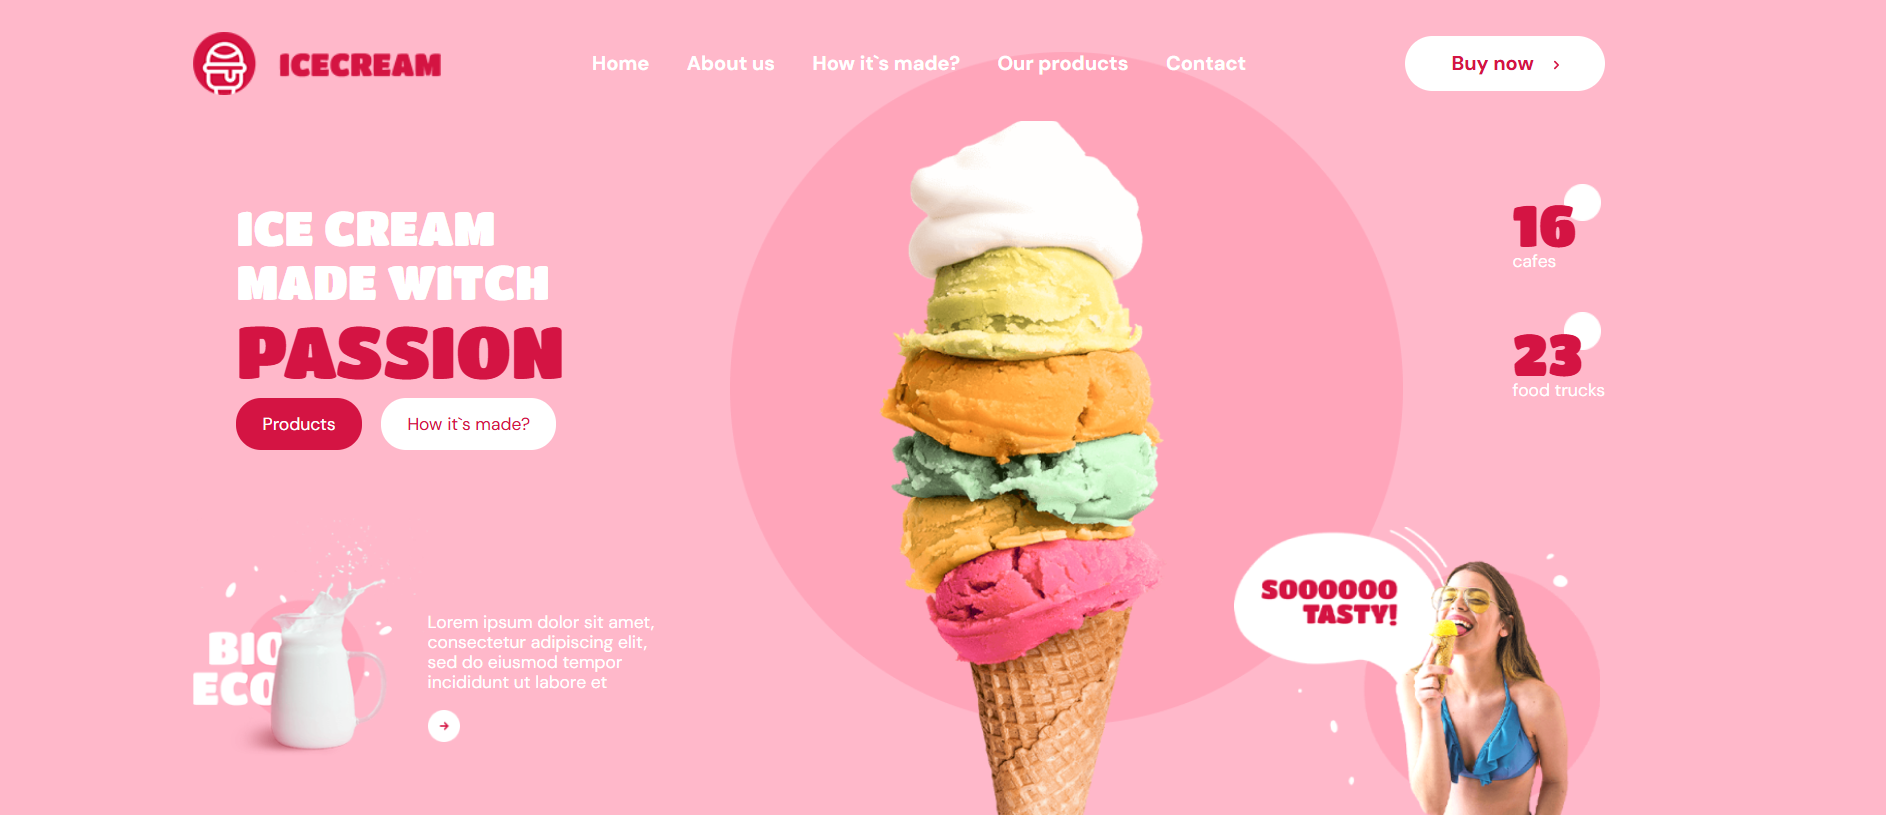 ICECREAM
Home
About us
How it`s made?
Our products
Contact
Buy now
ICE CREAM
MADE WITCH
PASSION
Products
How it`s made?
16
cafes
23
food trucks
BIO
ECO
Lorem ipsum dolor sit amet,
consectetur adipiscing elit,
sed do eiusmod tempor
incididunt ut labore et
SOOOOOO
TASTY!